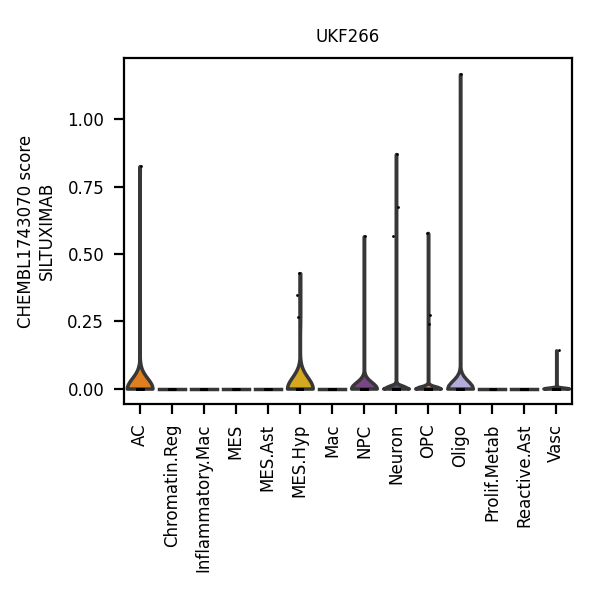 UKF266
CHEMBL1743070 score
SILTUXIMAB
1.00
0.75
0.50
0.25
0.00
AC
Chromatin.Reg
Inflammatory.Mac
MES
MES.Ast
MES.Hyp
Mac
NPC
Neuron
OPC
Oligo
Prolif.Metab
Reactive.Ast
Vasc